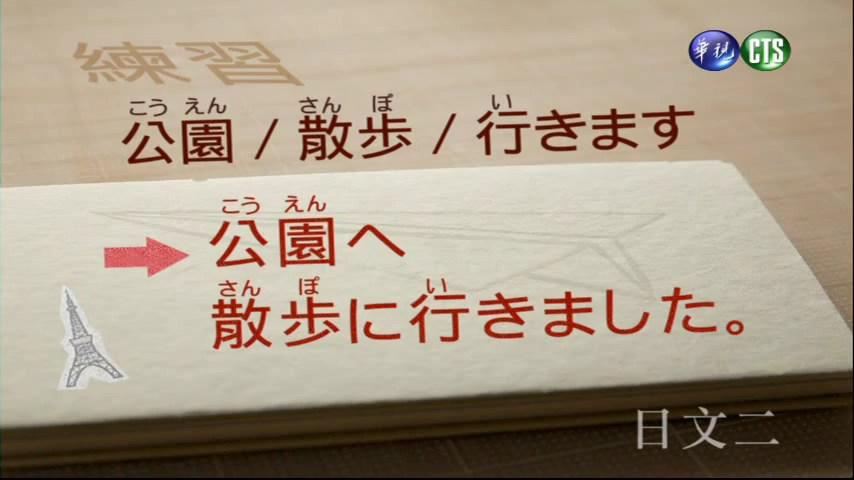 練習
華視 CTS
こう えん さん ぽ い
公園 / 散歩 / 行きます
こう えん
公園へ
さん ぽ い
散歩に行きました。
日文二